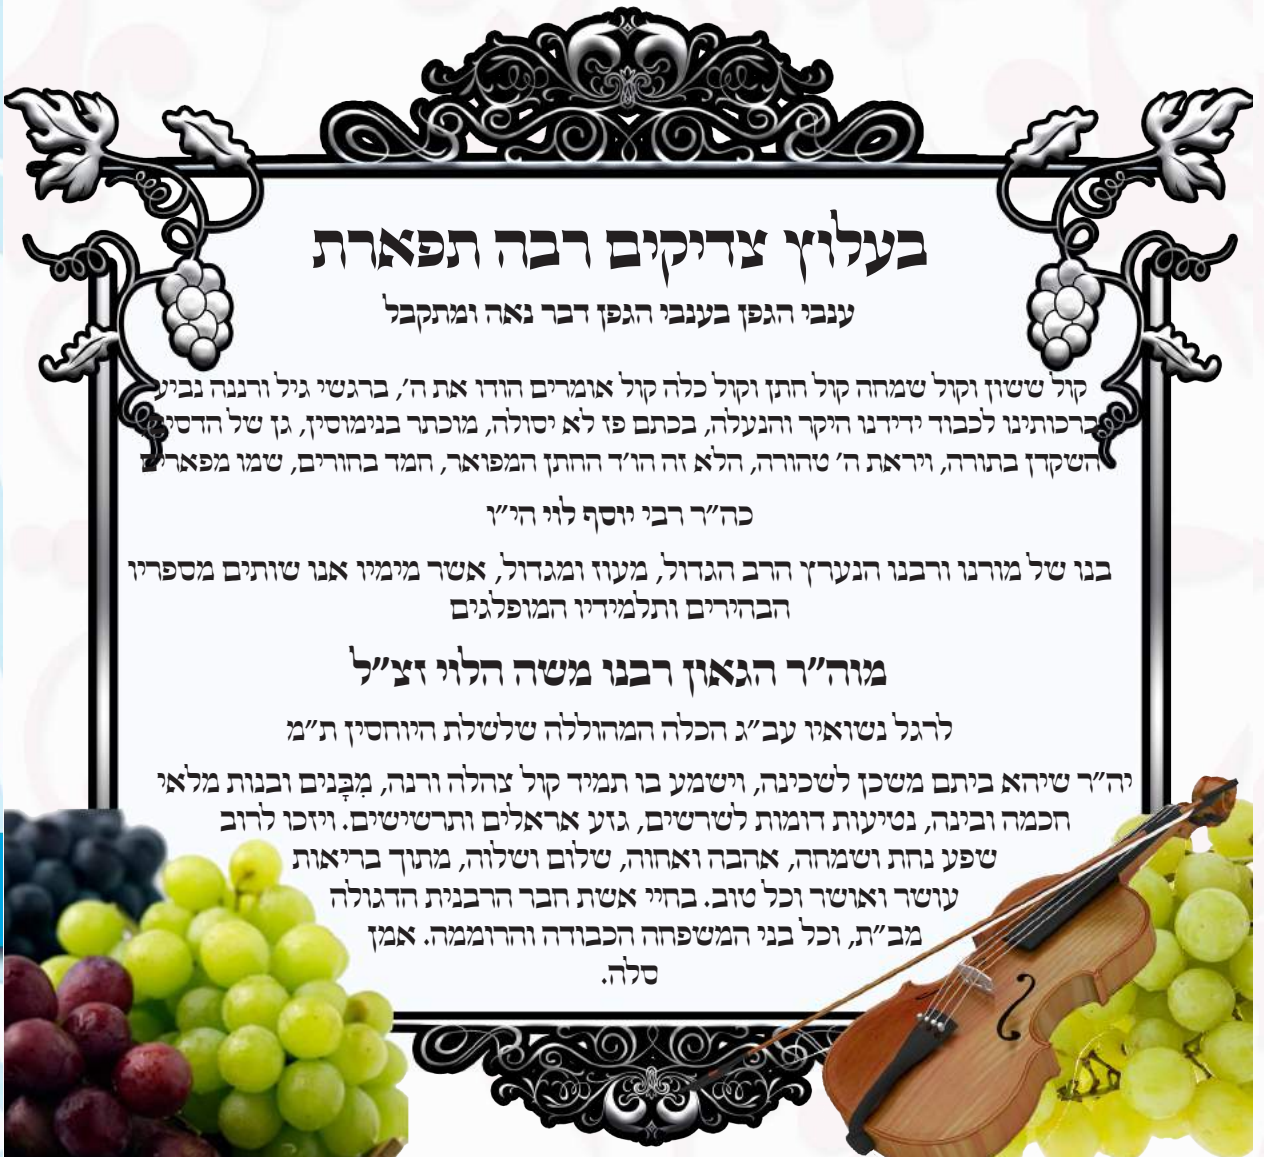 בעלוץ צדיקים רבה תפארת
ענבי הגפן בענבי הגפן דבר נאה ומתקבל
קול ששון וקול שמחה קול חתן וקול כלה קול אומרים הודו את ה׳, ברגשי גיל ורננה נביע
ברכותינו לכבוד ידידנו היקר והנעלה, בכתם פז לא יסולה, מוכתר בנימוסין, גן של הדסים
השקדן בתורה, ויראת ה׳ טהורה, הלא זה הו״ד החתן המפואר, חמד בחורים, שמו מפארים
כה״ר רבי יוסף לוי הי״ו
בנו של מורנו ורבנו הנערץ הרב הגדול, מעוז ומגדול, אשר מימיו אנו שותים מספריו
הבהירים ותלמידיו המופלגים
מוה״ר הגאון רבנו משה הלוי זצ״ל
לרגל נשואיו עב״ג הכלה המהוללה שלשלת היוחסין ת״מ
יה״ר שיהא ביתם משכן לשכינה, וישמע בו תמיד קול צהלה ורנה, מִבָּנים ובנות מלאי
חכמה ובינה, נטיעות דומות לשרשים, גזע אראלים ותרשישים. ויזכו לרוב
שפע נחת ושמחה, אהבה ואחוה, שלום ושלוה, מתוך בריאות
עושר ואושר וכל טוב. בחיי אשת חבר הרבנית הדגולה
מב״ת, וכל בני המשפחה הכבודה והרוממה. אמן
סלה.